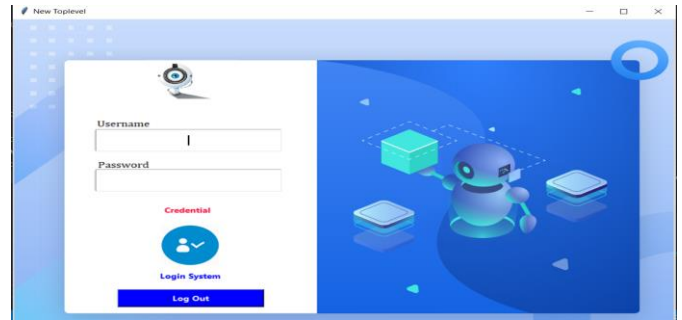 New Toplevel
Username
Password
Credential
Login System
Log Out